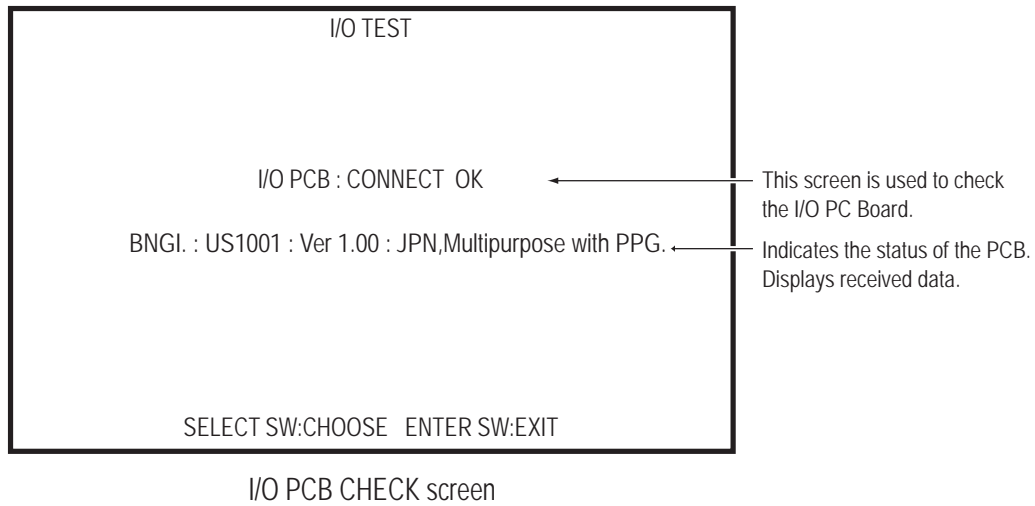 I/O TEST
I/O PCB : CONNECT OK
This screen is used to check
the I/O PC Board.
BNGI. : US1001 : Ver 1.00 : JPN,Multipurpose with PPG.
Indicates the status of the PCB.
Displays received data.
SELECT SW:CHOOSE ENTER SW:EXIT
I/O PCB CHECK screen